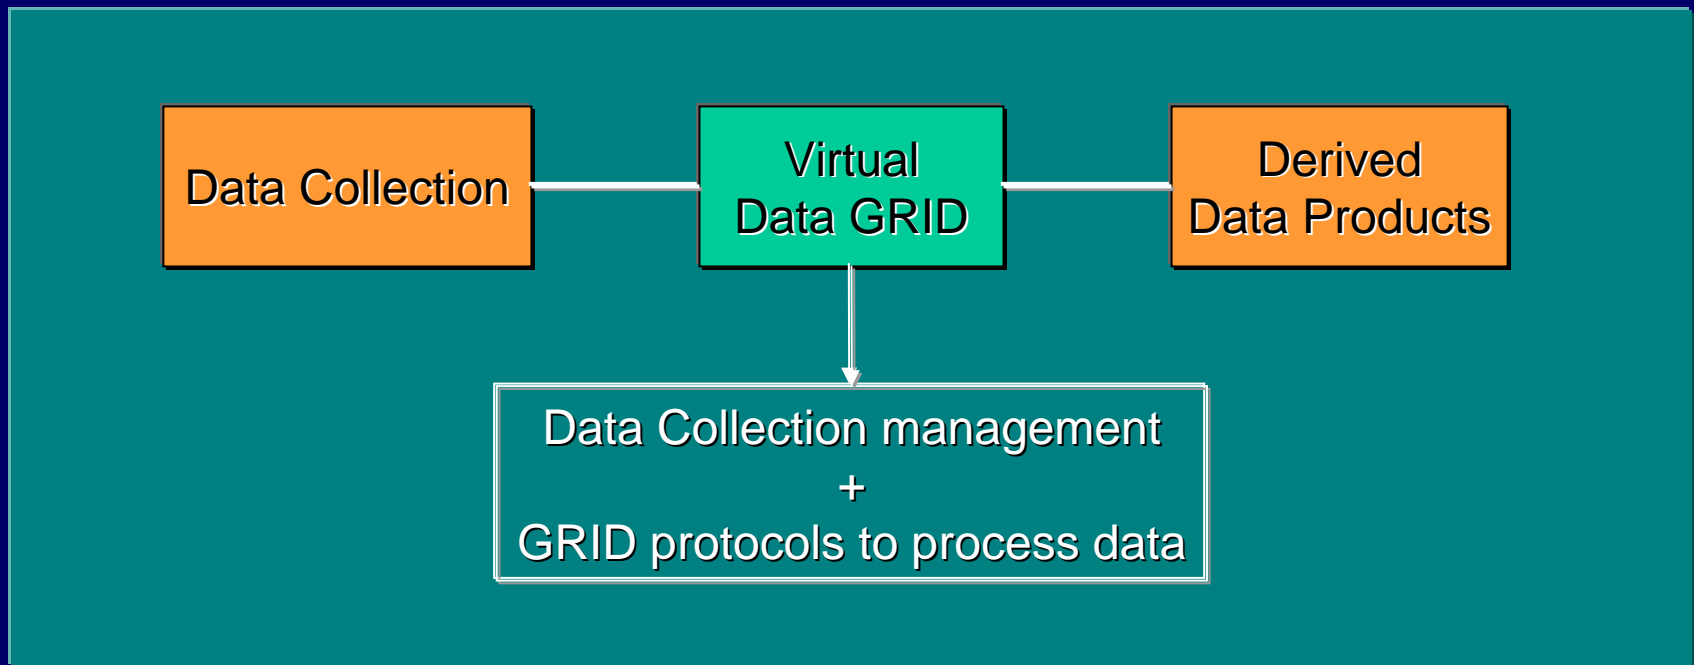 Data Collection
Virtual
Data GRID
Derived
Data Products
Data Collection management
+
GRID protocols to process data